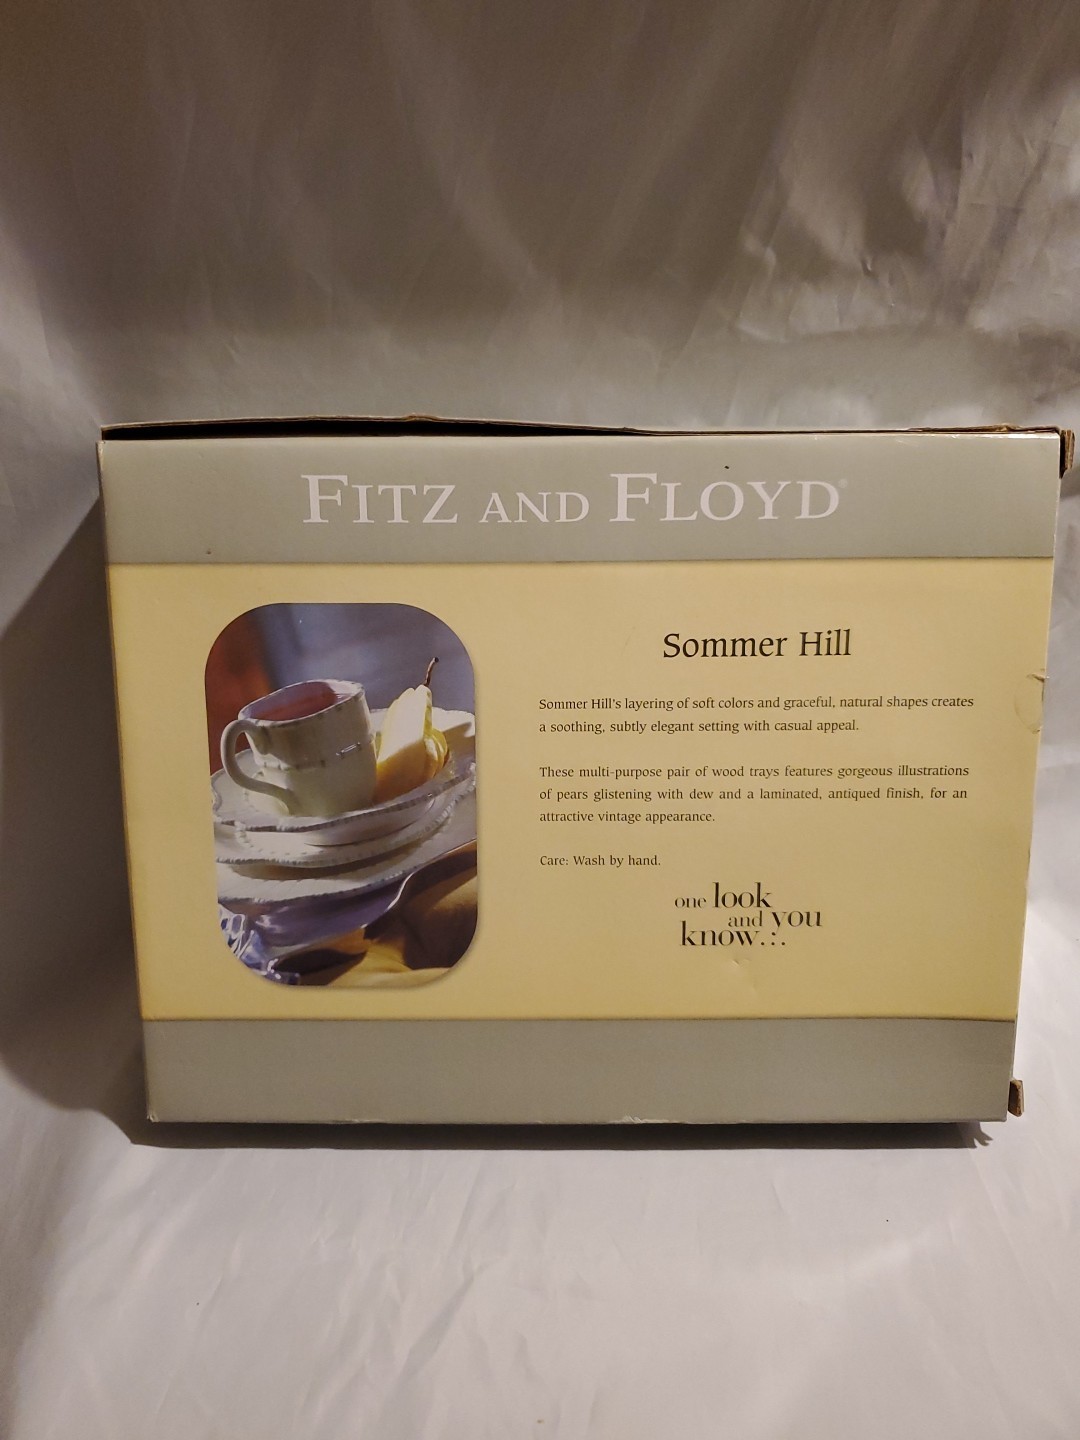 FITZ AND FLOYD®
Sommer Hill
Sommer Hill's layering of soft colors and graceful, natural shapes creates
a soothing, subtly elegant setting with casual appeal.
These multi-purpose pair of wood trays features gorgeous illustrations
of pears glistening with dew and a laminated, antiqued finish, for an
attractive vintage appearance.
Care: Wash by hand.
one look
and you
know...